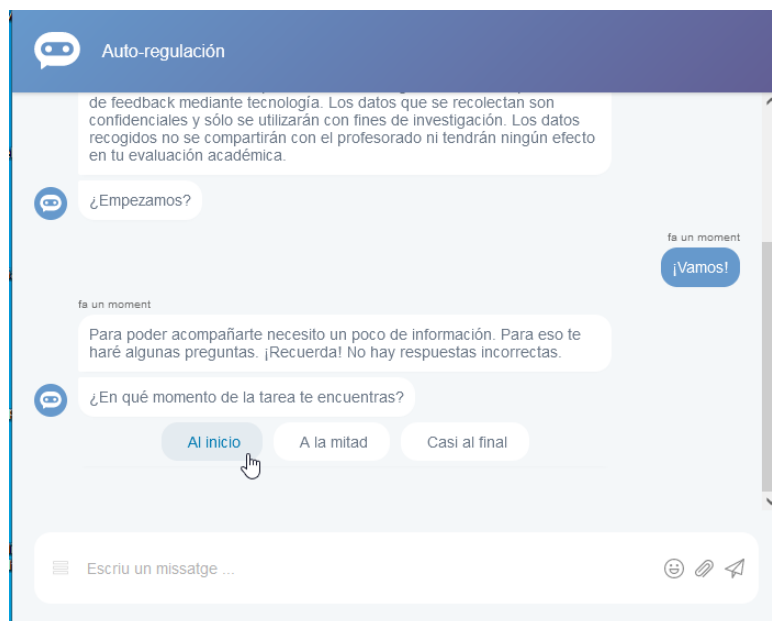 Auto-regulación
de feedback mediante tecnología. Los datos que se recolectan son
confidenciales y sólo se utilizarán con fines de investigación. Los datos
recogidos no se compartirán con el profesorado ni tendrán ningún efecto
en tu evaluación académica.
¿Empezamos?
fa un moment
¡Vamos!
fa un moment
Para poder acompañarte necesito un poco de información. Para eso te
haré algunas preguntas. ¡Recuerda! No hay respuestas incorrectas.
¿En qué momento de la tarea te encuentras?
Al inicio
A la mitad
Casi al final
Escriu un missatge ...